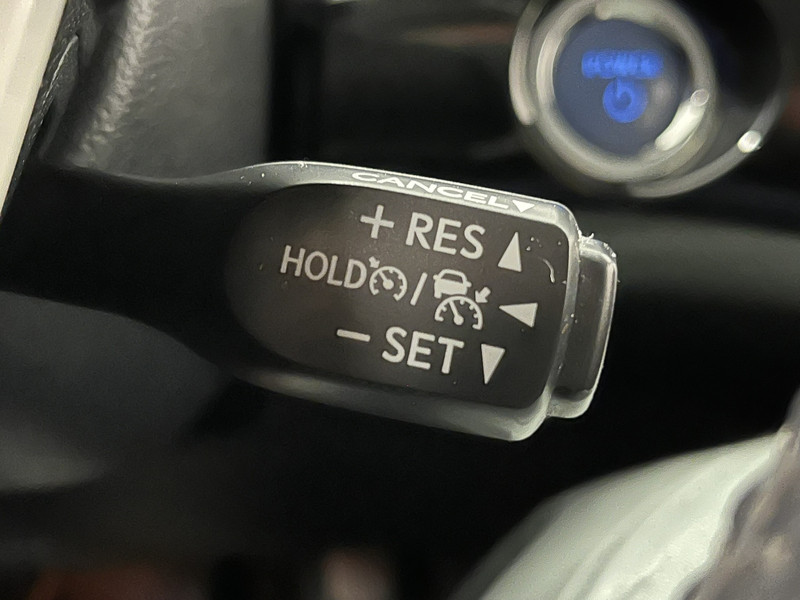 CANCEL▼
+ RES ▲
HOLD / ◀
− SET ▼